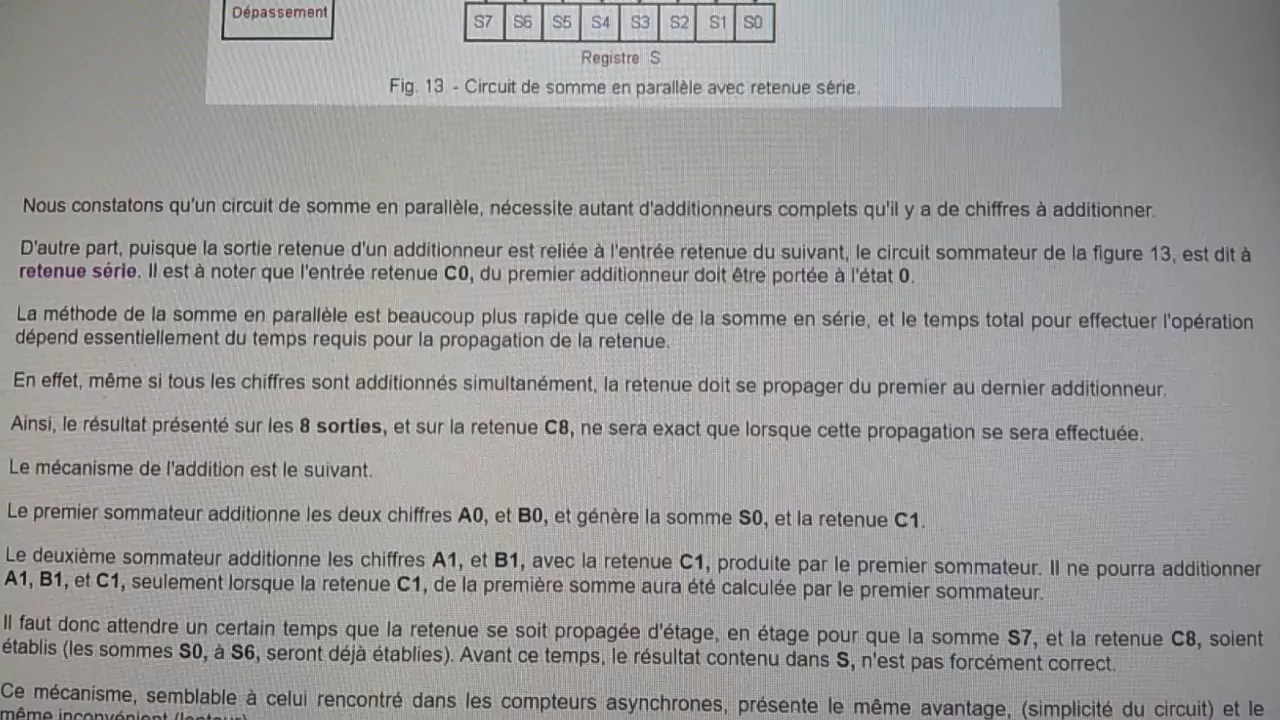 Dépassement
S7 S6 S5 S4 S3 S2 S1 S0
Registre S
Fig. 13 - Circuit de somme en parallèle avec retenue série.
Nous constatons qu'un circuit de somme en parallèle, nécessite autant d'additionneurs complets qu'il y a de chiffres à additionner.
D'autre part, puisque la sortie retenue d'un additionneur est reliée à l'entrée retenue du suivant, le circuit sommateur de la figure 13, est dit à
retenue série. Il est à noter que l'entrée retenue C0, du premier additionneur doit être portée à l'état 0.
La méthode de la somme en parallèle est beaucoup plus rapide que celle de la somme en série, et le temps total pour effectuer l'opération
dépend essentiellement du temps requis pour la propagation de la retenue.
En effet, même si tous les chiffres sont additionnés simultanément, la retenue doit se propager du premier au dernier additionneur.
Ainsi, le résultat présenté sur les 8 sorties, et sur la retenue C8, ne sera exact que lorsque cette propagation se sera effectuée.
Le mécanisme de l'addition est le suivant.
Le premier sommateur additionne les deux chiffres A0, et B0, et génère la somme S0, et la retenue C1.
Le deuxième sommateur additionne les chiffres A1, et B1, avec la retenue C1, produite par le premier sommateur. Il ne pourra additionner
A1, B1, et C1, seulement lorsque la retenue C1, de la première somme aura été calculée par le premier sommateur.
Il faut donc attendre un certain temps que la retenue se soit propagée d'étage, en étage pour que la somme S7, et la retenue C8, soient
établis (les sommes S0, à S6, seront déjà établies). Avant ce temps, le résultat contenu dans S, n'est pas forcément correct.
Ce mécanisme, semblable à celui rencontré dans les compteurs asynchrones, présente le même avantage, (simplicité du circuit) et le
même inconvénient (lenteur).